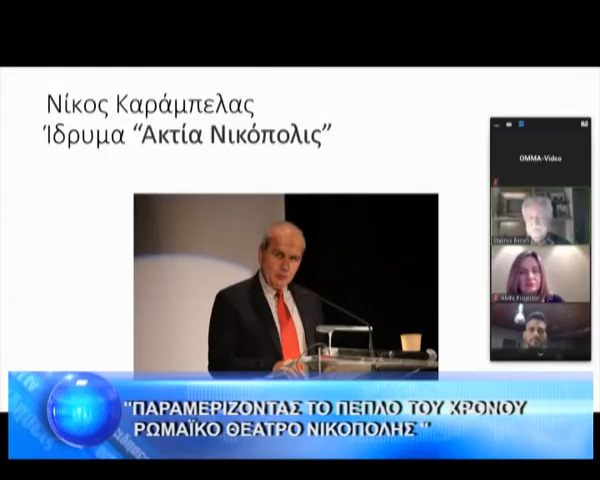 Νίκος Καράμπελας
Ίδρυμα “Ακτία Νικόπολις”
OMMA-Video
"ΠΑΡΑΜΕΡΙΖΟΝΤΑΣ ΤΟ ΠΕΠΛΟ ΤΟΥ ΧΡΟΝΟΥ
ΡΩΜΑΪΚΟ ΘΕΑΤΡΟ ΝΙΚΟΠΟΛΗΣ"